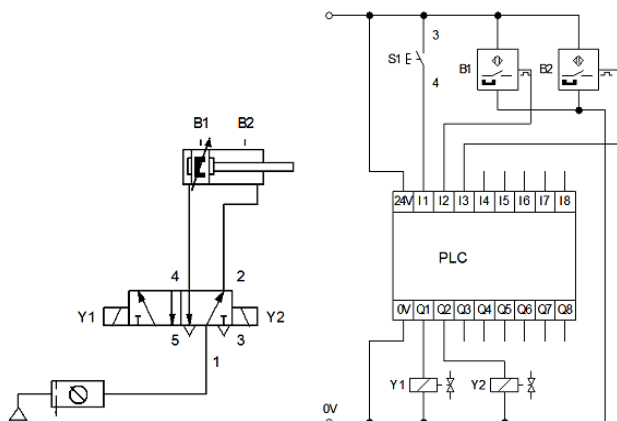 B1 B2
4 2
Y1 Y2
5 3
1
3
S1
4
B1 B2
24V I1 I2 I3 I4 I5 I6 I7 I8
PLC
0V Q1 Q2 Q3 Q4 Q5 Q6 Q7 Q8
Y1 Y2
0V